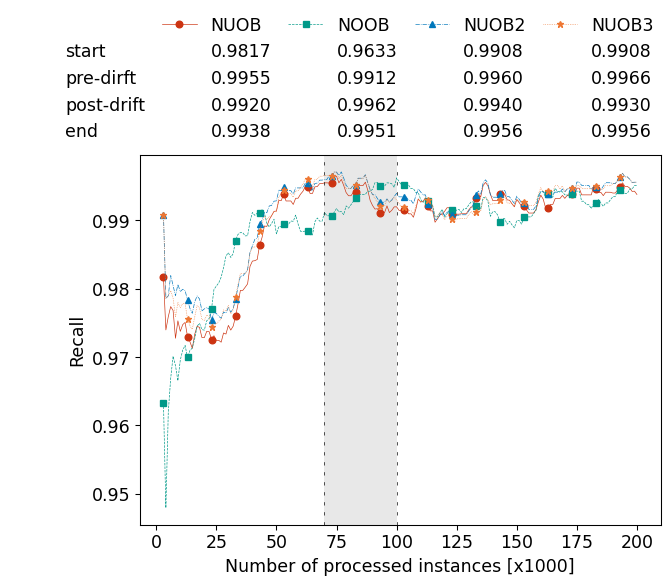 NUOB NOOB NUOB2 NUOB3
start 0.9817 0.9633 0.9908 0.9908
pre-dirft 0.9955 0.9912 0.9960 0.9966
post-drift 0.9920 0.9962 0.9940 0.9930
end 0.9938 0.9951 0.9956 0.9956
0.99
0.98
0.97
0.96
0.95
Recall
0 25 50 75 100 125 150 175 200
Number of processed instances [x1000]